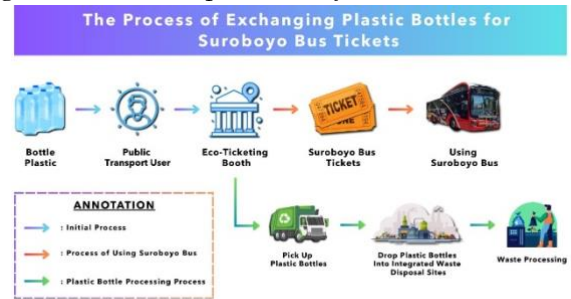 The Process of Exchanging Plastic Bottles for
Suroboyo Bus Tickets
TICKET
Bottle
Plastic
Public
Transport User
Eco-Ticketing
Booth
Suroboyo Bus
Tickets
Using
Suroboyo Bus
ANNOTATION
: Initial Process
: Process of Using Suroboyo Bus
: Plastic Bottle Processing Process
Pick Up
Plastic Bottles
Drop Plastic Bottles
Into Integrated Waste
Disposal Sites
Waste Processing